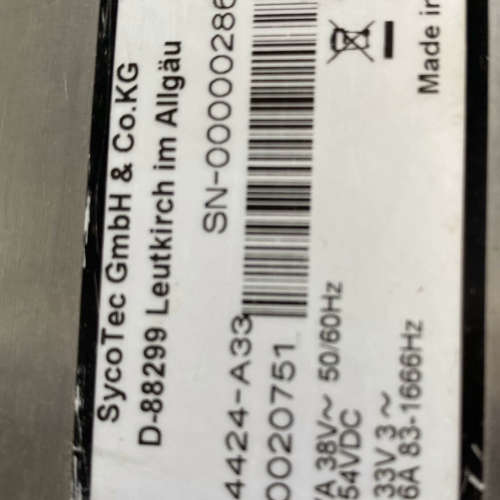 SycoTec GmbH & Co.KG
D-88299 Leutkirch im Allgäu
SN-0000028
4424-A33
0020751
A 38V~ 50/60Hz
54VDC
33V 3~
6A 83-1666Hz
Made in